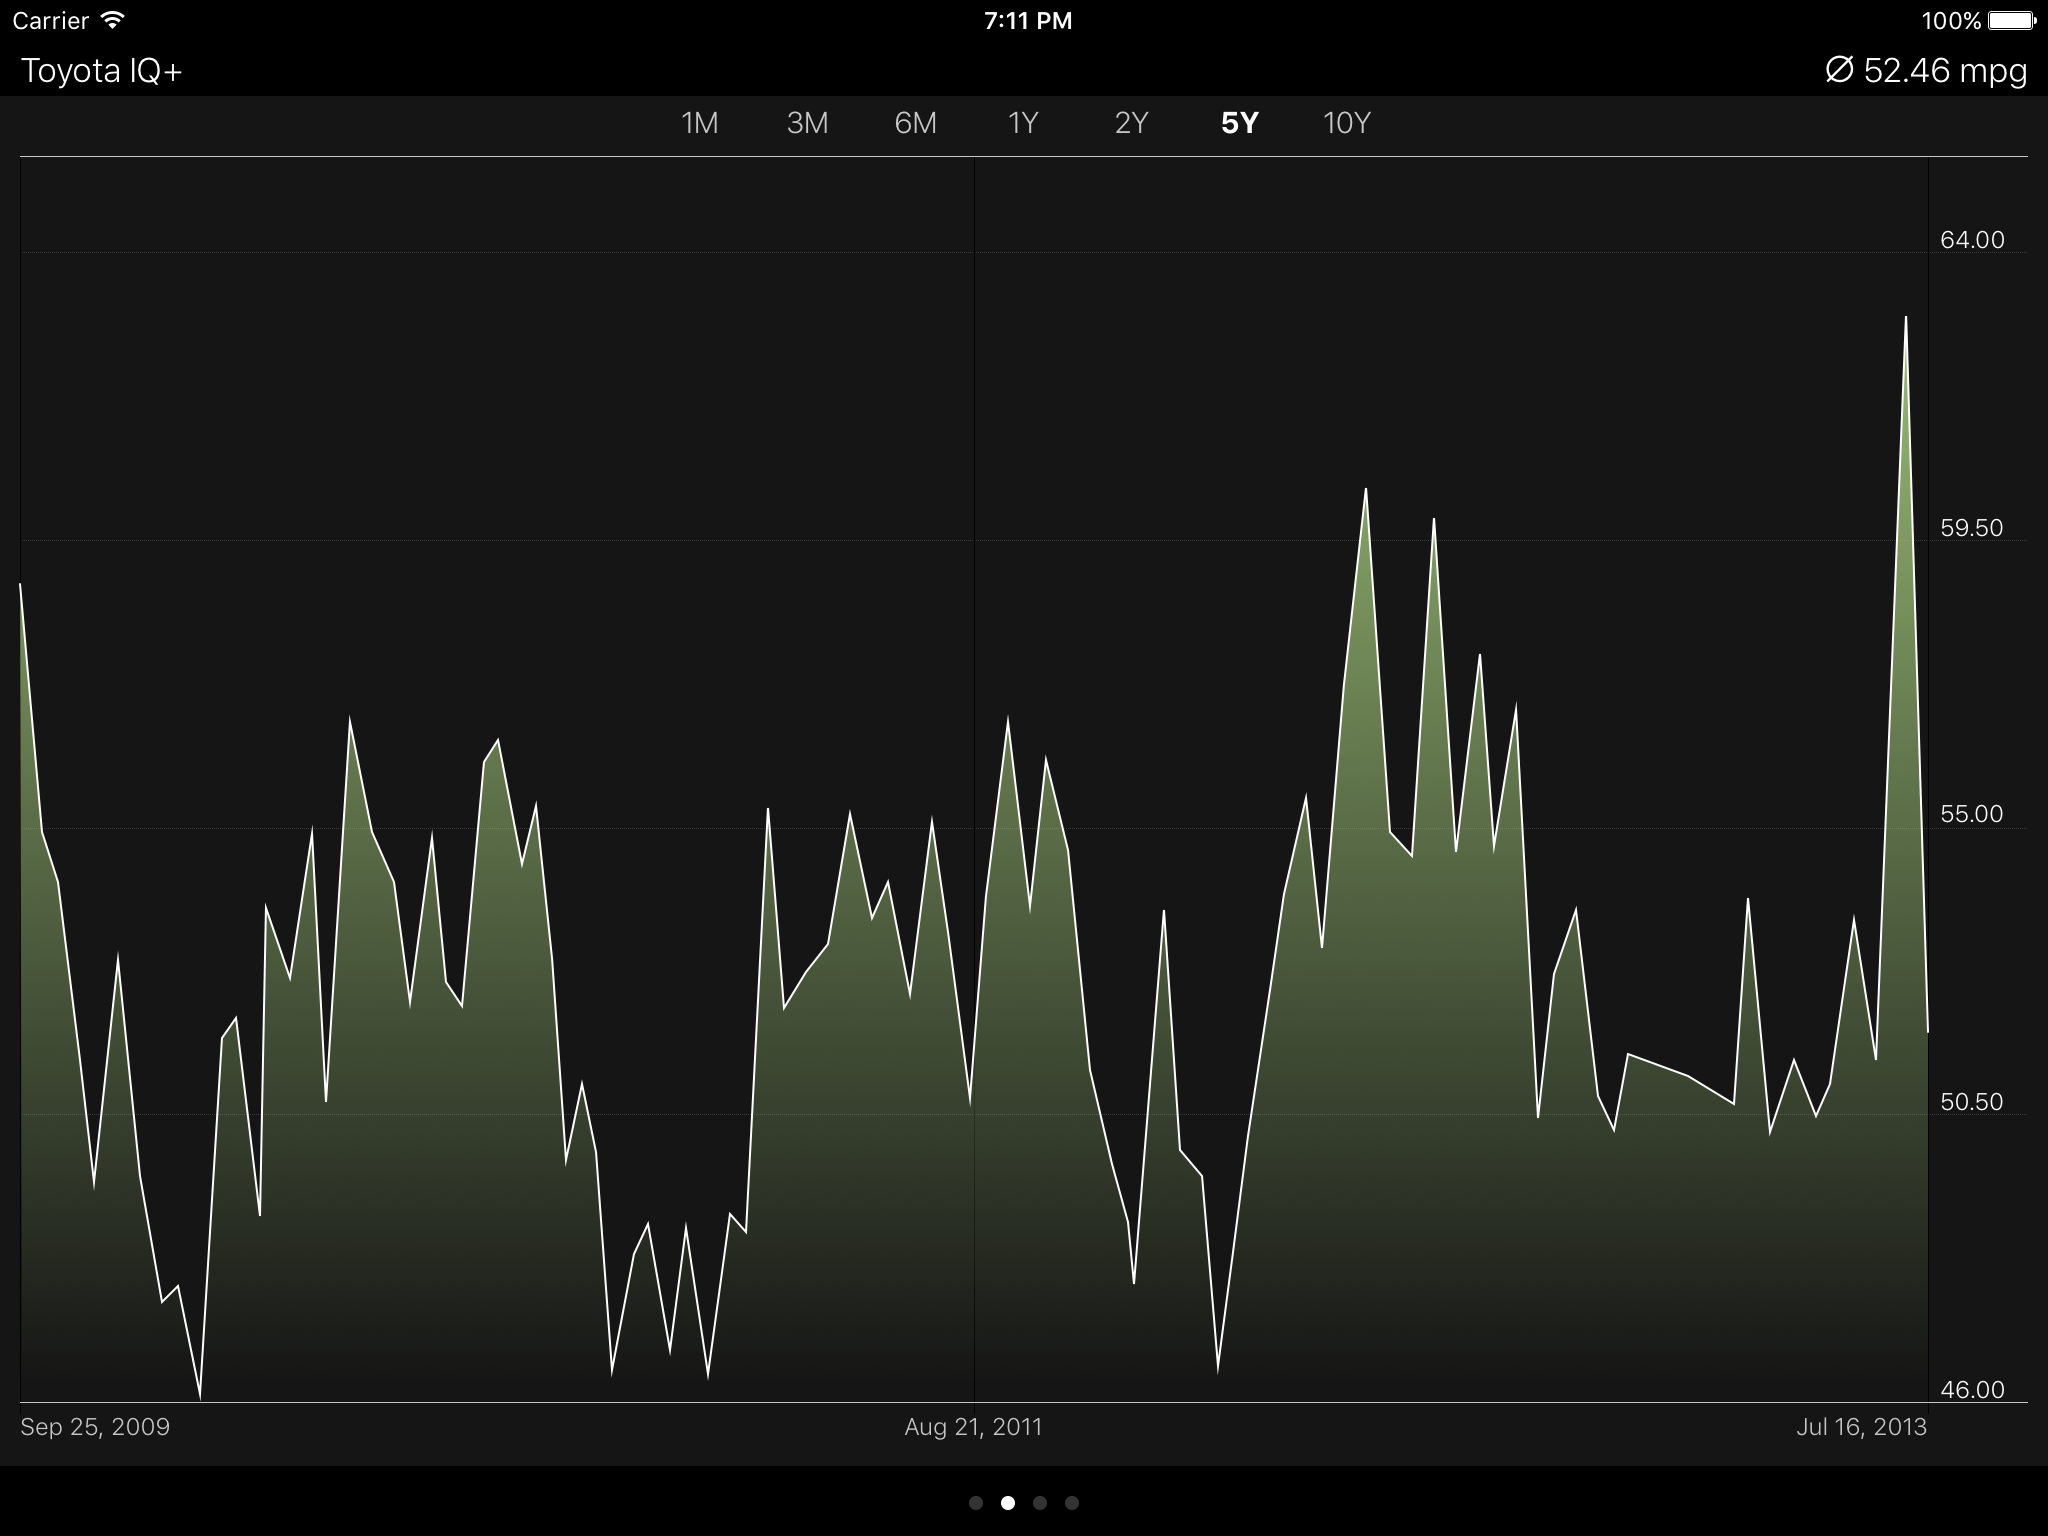 Carrier 7:11 PM 100%
Toyota IQ+ Ø 52.46 mpg
1M 3M 6M 1Y 2Y 5Y 10Y
64.00
59.50
55.00
50.50
46.00
Sep 25, 2009 Aug 21, 2011 Jul 16, 2013